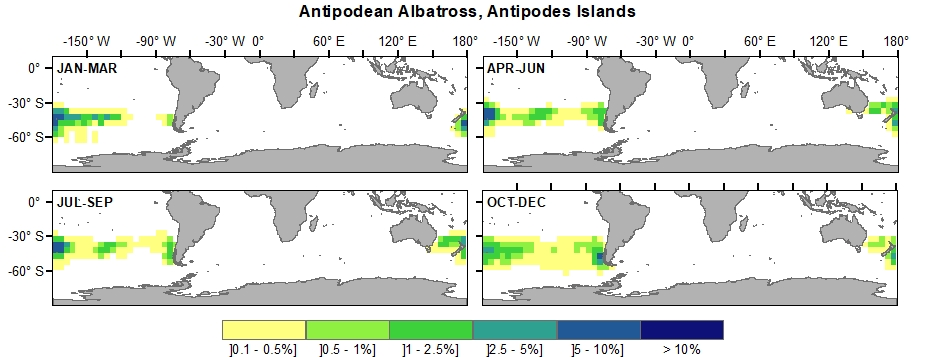 Antipodean Albatross, Antipodes Islands
-150° W -90° W -30° W 0° 60° E 120° E 180° -150° W -90° W -30° W 0° 60° E 120° E 180°
0° JAN-MAR APR-JUN
-30° S
-60° S
0° JUL-SEP OCT-DEC
-30° S
-60° S
]0.1 - 0.5%] ]0.5 - 1%] ]1 - 2.5%] ]2.5 - 5%] ]5 - 10%] > 10%